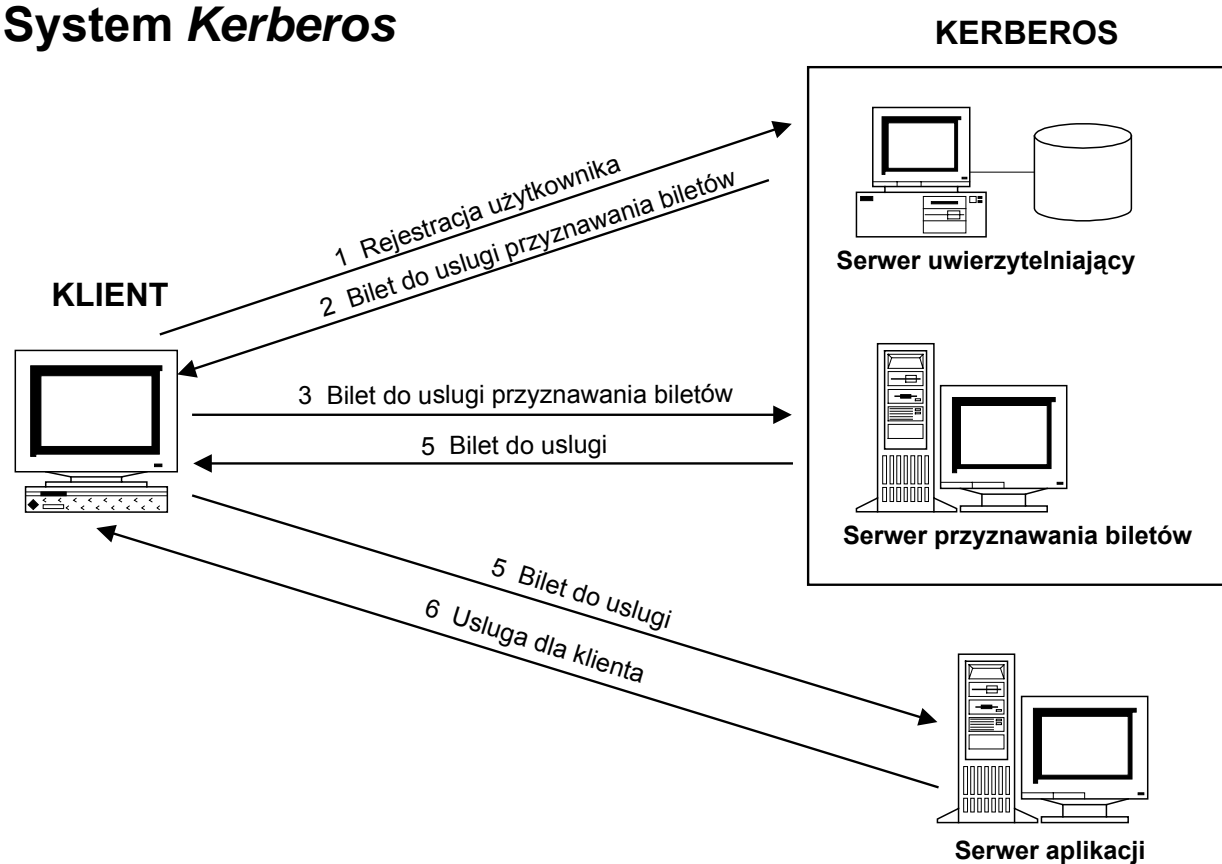 System Kerberos
KERBEROS
1 Rejestracja użytkownika
2 Bilet do uslugi przyznawania biletów
Serwer uwierzytelniający
KLIENT
3 Bilet do uslugi przyznawania biletów
5 Bilet do uslugi
Serwer przyznawania biletów
5 Bilet do uslugi
6 Usluga dla klienta
Serwer aplikacji